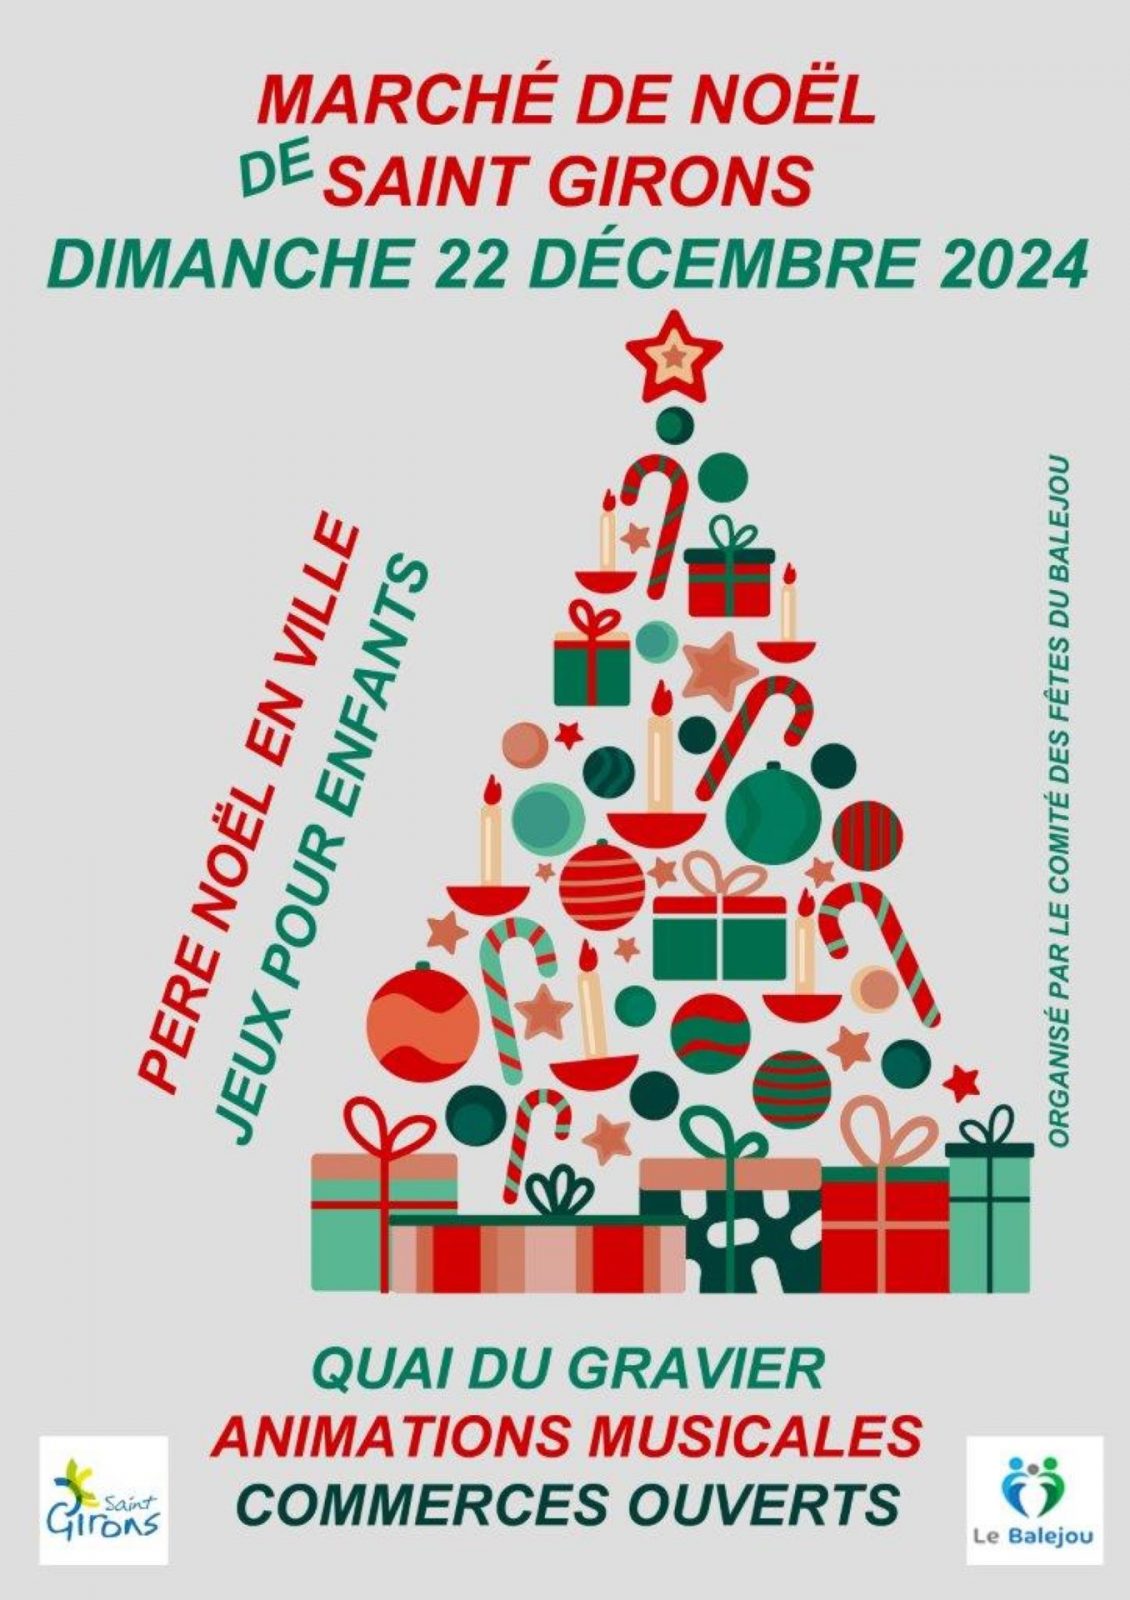 MARCHÉ DE NOËL
DE SAINT GIRONS
DIMANCHE 22 DÉCEMBRE 2024
PERE NOËL EN VILLE
JEUX POUR ENFANTS
ORGANISÉ PAR LE COMITÉ DES FÊTES DU BALEJOU
QUAI DU GRAVIER
ANIMATIONS MUSICALES
COMMERCES OUVERTS
Saint
Girons
Le Balejou